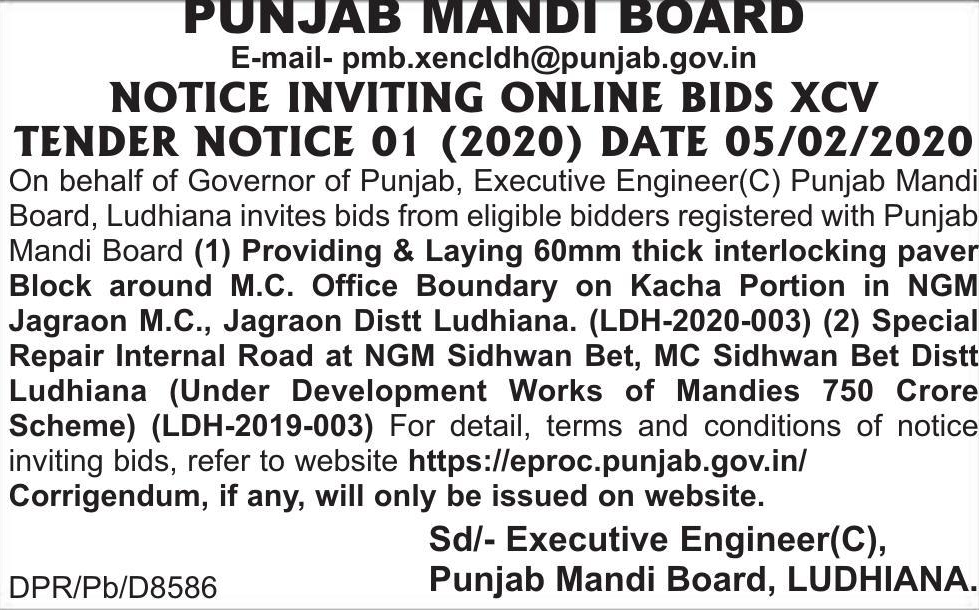 PUNJAB MANDI BOARD
E-mail- pmb.xencldh@punjab.gov.in
NOTICE INVITING ONLINE BIDS XCV
TENDER NOTICE 01 (2020) DATE 05/02/2020
On behalf of Governor of Punjab, Executive Engineer(C) Punjab Mandi
Board, Ludhiana invites bids from eligible bidders registered with Punjab
Mandi Board (1) Providing & Laying 60mm thick interlocking paver
Block around M.C. Office Boundary on Kacha Portion in NGM
Jagraon M.C., Jagraon Distt Ludhiana. (LDH-2020-003) (2) Special
Repair Internal Road at NGM Sidhwan Bet, MC Sidhwan Bet Distt
Ludhiana (Under Development Works of Mandies 750 Crore
Scheme) (LDH-2019-003) For detail, terms and conditions of notice
inviting bids, refer to website https://eproc.punjab.gov.in/
Corrigendum, if any, will only be issued on website.
Sd/- Executive Engineer(C),
DPR/Pb/D8586 Punjab Mandi Board, LUDHIANA.